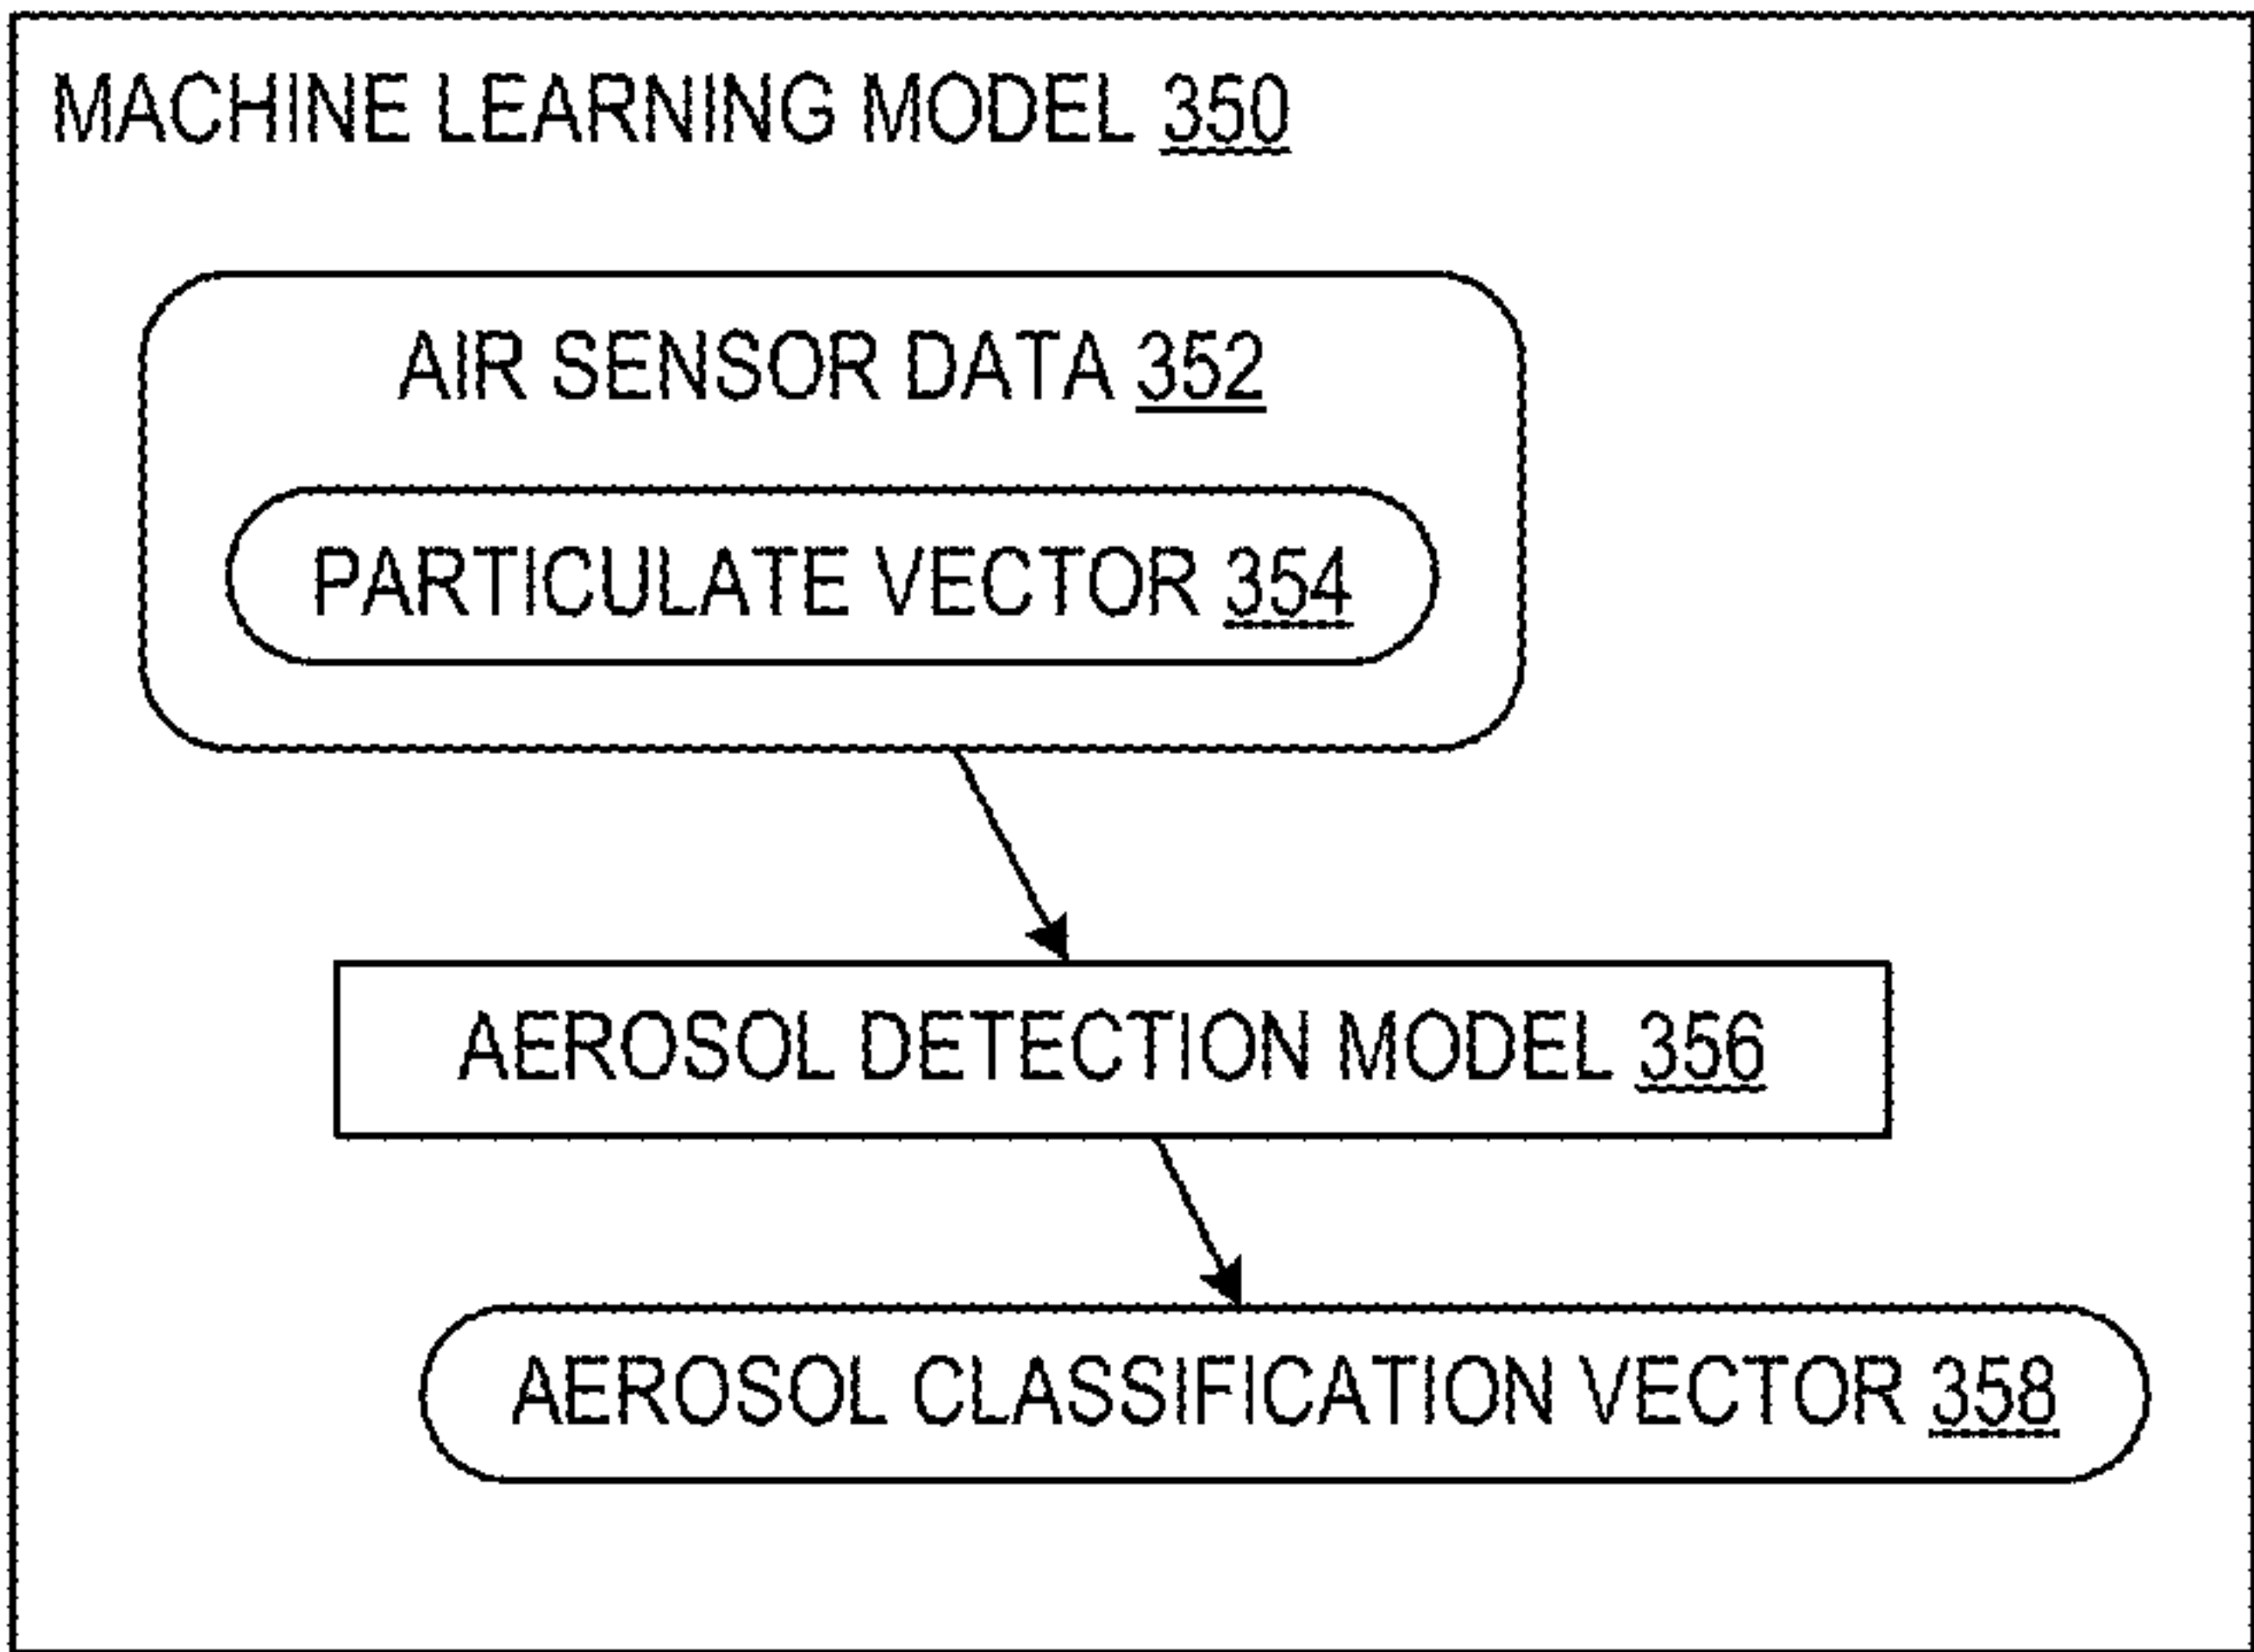 MACHINE LEARNING MODEL 350
AIR SENSOR DATA 352
PARTICULATE VECTOR 354
AEROSOL DETECTION MODEL 356
AEROSOL CLASSIFICATION VECTOR 358